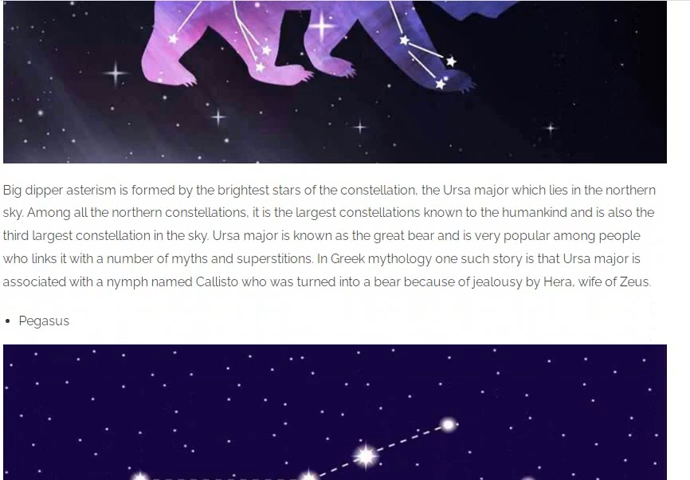 Big dipper asterism is formed by the brightest stars of the constellation, the Ursa major which lies in the northern
sky. Among all the northern constellations, it is the largest constellations known to the humankind and is also the
third largest constellation in the sky. Ursa major is known as the great bear and is very popular among people
who links it with a number of myths and superstitions. In Greek mythology one such story is that Ursa major is
associated with a nymph named Callisto who was turned into a bear because of jealousy by Hera, wife of Zeus.
• Pegasus